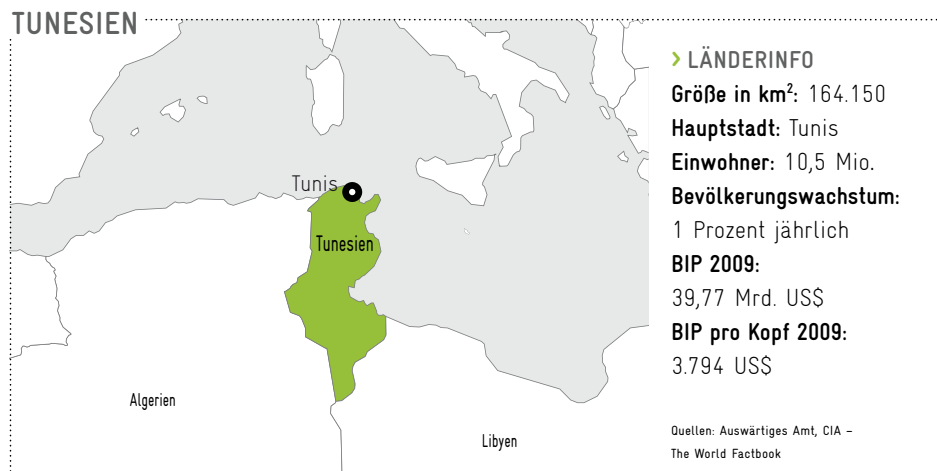 TUNESIEN
Tunis
Tunesien
Algerien
Libyen
› LÄNDERINFO
Größe in km²: 164.150
Hauptstadt: Tunis
Einwohner: 10,5 Mio.
Bevölkerungswachstum:
1 Prozent jährlich
BIP 2009:
39,77 Mrd. US$
BIP pro Kopf 2009:
3.794 US$
Quellen: Auswärtiges Amt, CIA –
The World Factbook